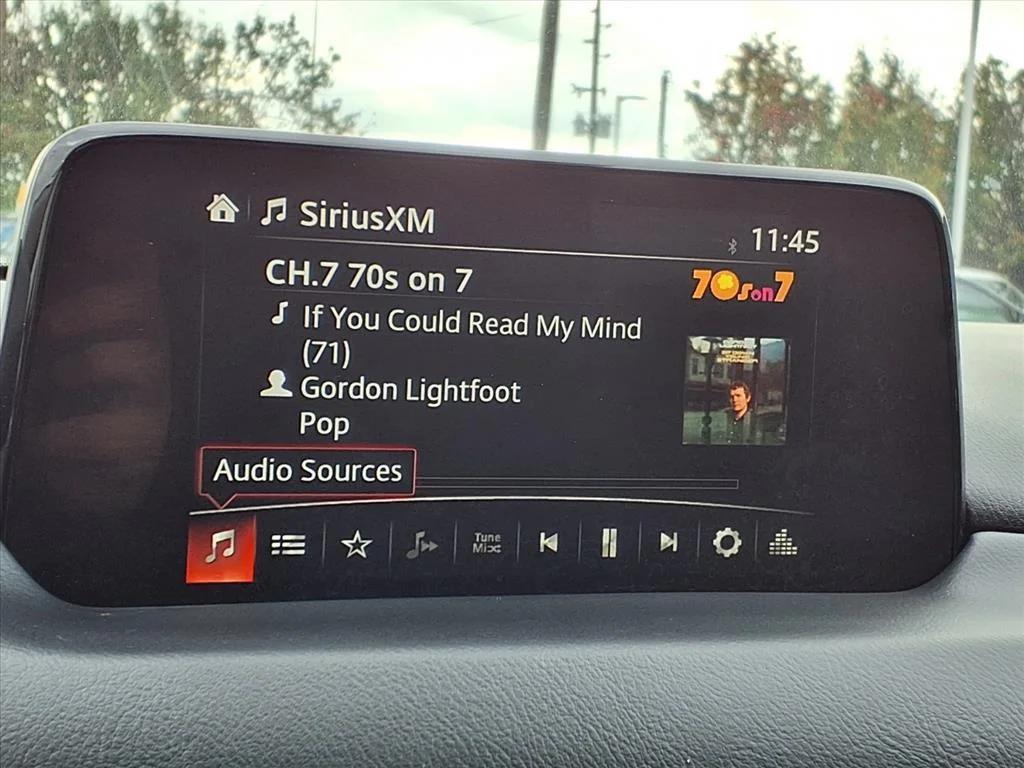 SiriusXM
11:45
CH.7 70s on 7
70s on 7
If You Could Read My Mind
(71)
Gordon Lightfoot
Pop
Audio Sources
Tune
Mix